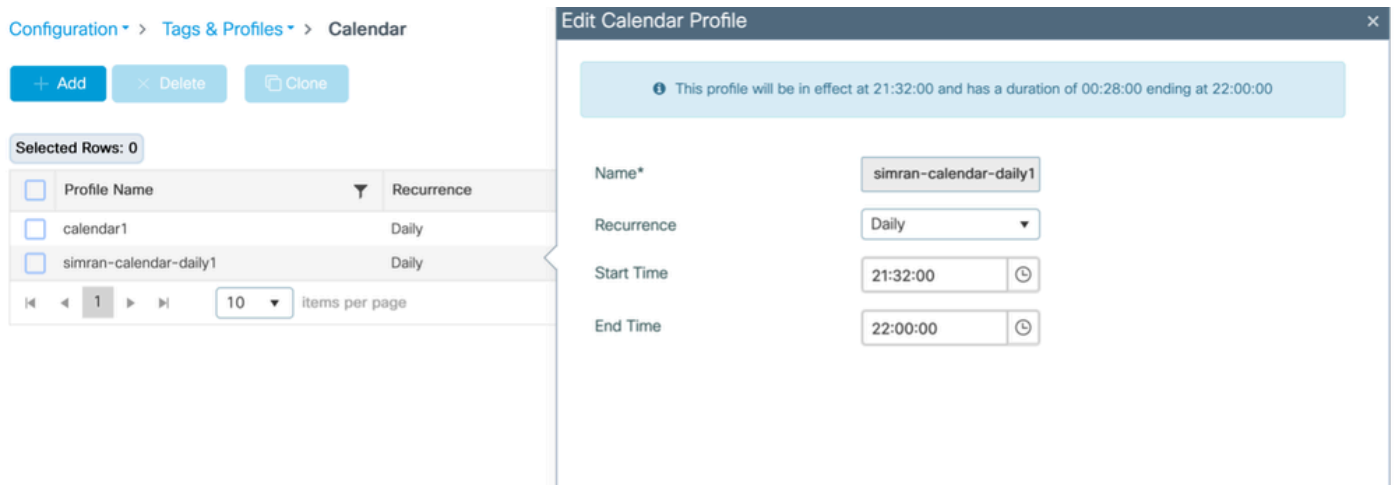 Configuration > Tags & Profiles > Calendar
+ Add
× Delete
Clone
Selected Rows: 0
Profile Name Recurrence
calendar1 Daily
simran-calendar-daily1 Daily
1 10 items per page
Edit Calendar Profile ×
This profile will be in effect at 21:32:00 and has a duration of 00:28:00 ending at 22:00:00
Name* simran-calendar-daily1
Recurrence Daily
Start Time 21:32:00
End Time 22:00:00